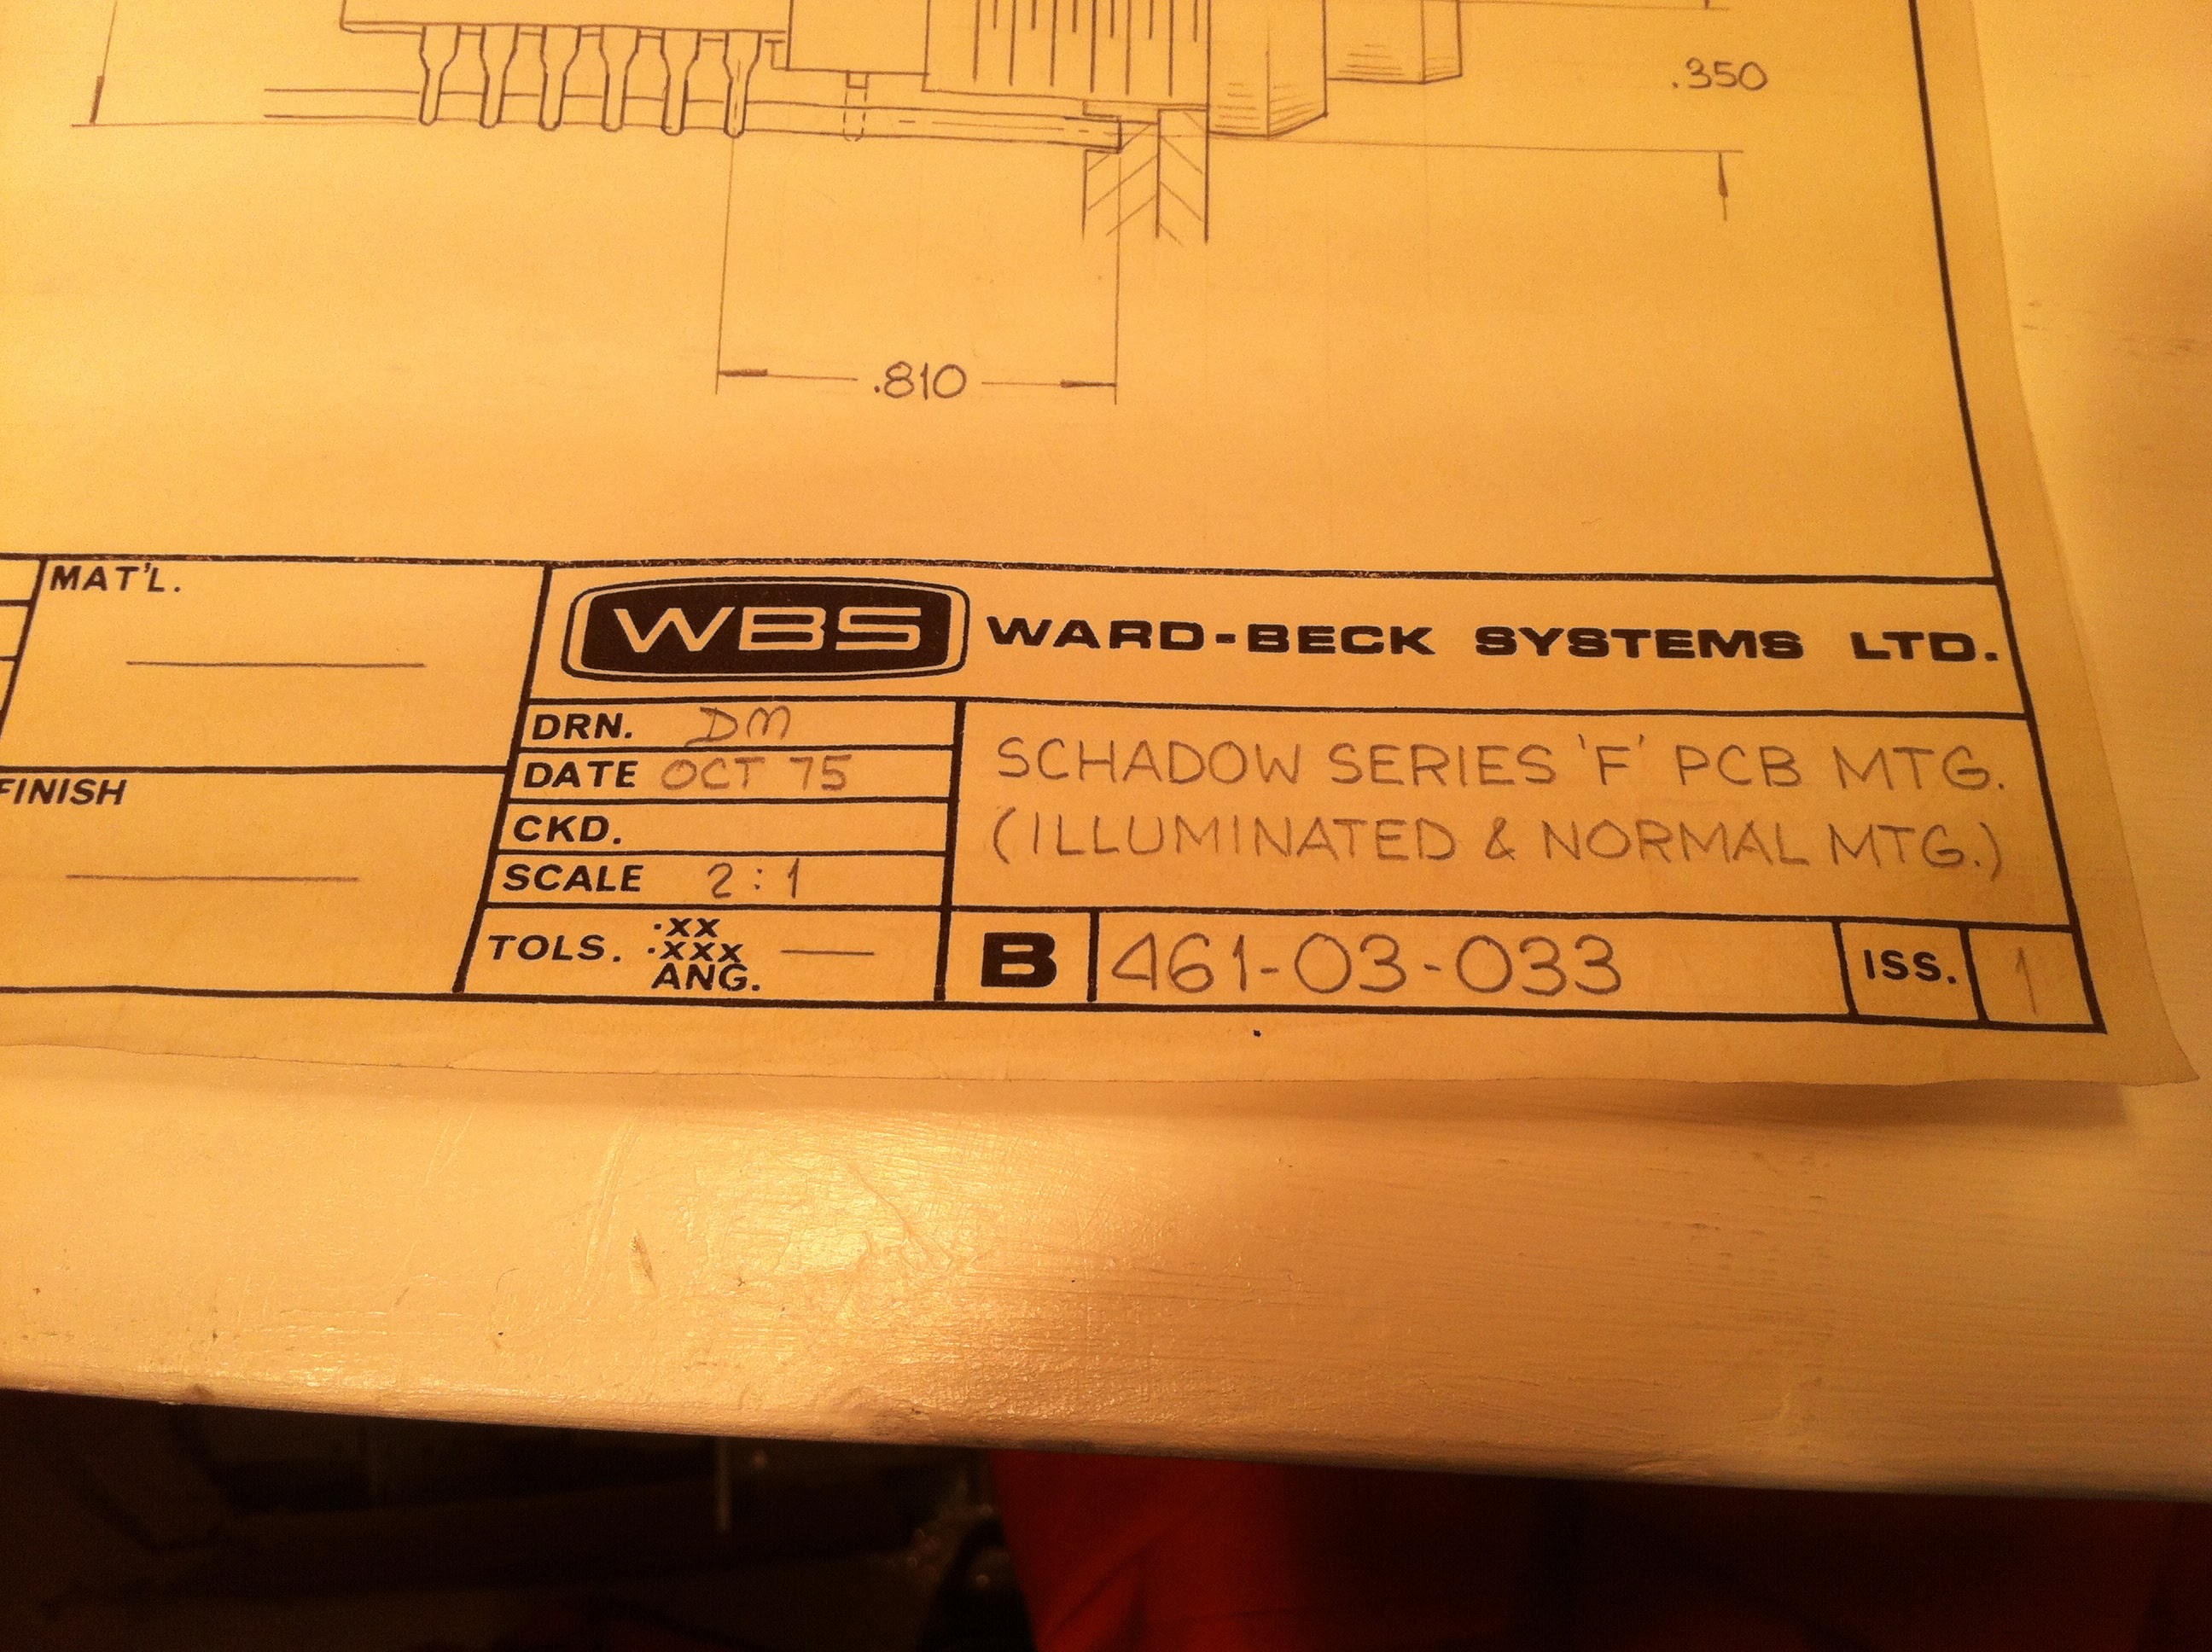 .350
.810
MAT'L.
FINISH
WBS WARD-BECK SYSTEMS LTD.
DRN. DM
DATE OCT 75
CKD.
SCALE 2:1
TOLS. .XX
.XXX
ANG.
SCHADOW SERIES 'F' PCB MTG.
(ILLUMINATED & NORMAL MTG.)
B 461-03-033 ISS. 1